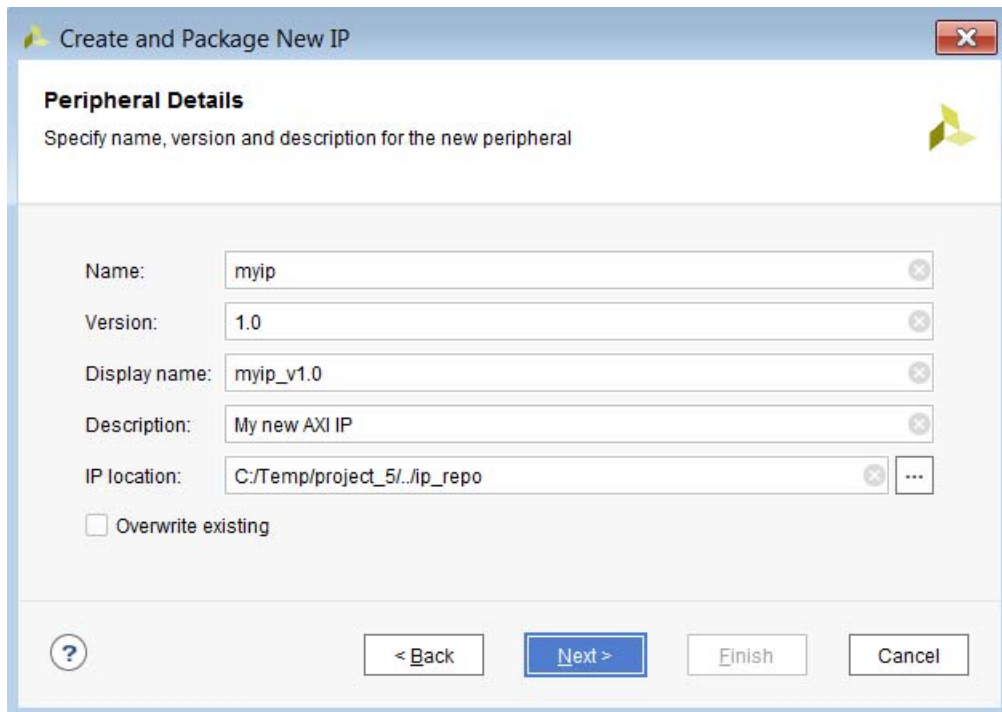 Create and Package New IP
Peripheral Details
Specify name, version and description for the new peripheral
Name: myip
Version: 1.0
Display name: myip_v1.0
Description: My new AXI IP
IP location: C:/Temp/project_5/../ip_repo ...
Overwrite existing
? < Back Next > Finish Cancel